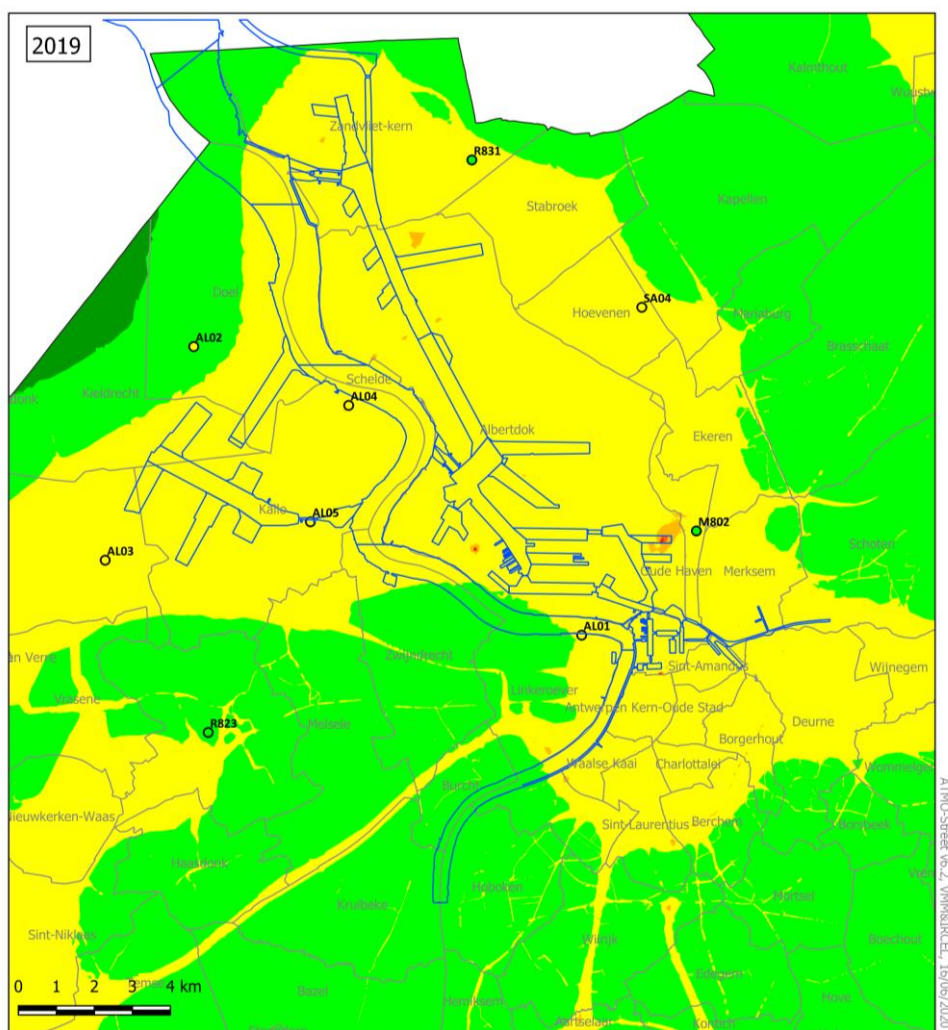 2019
Kalmthout
Zandvliet-kern
R831
Stabroek
Kapellen
Doel
SA04
Hoevenen
Mariaburg
AL02
Brasschaat
Kieldrecht
Schelde
AL04
Albertdok
Ekeren
AL05
Kallo
M802
AL03
Schoten
Oude Haven
Merksem
AL01
Zwijndrecht
Sint-Amandus
Wijnegem
Vrasene
Linkeroever
Melsele
Antwerpen Kern-Oude Stad
Deurne
R823
Borgerhout
Waalse Kaai
Charlottalei
Burcht
Nieuwkerken-Waas
Sint-Laurentius
Berchem
Borsbeek
Haasdonk
Hoboken
Mortsel
Kruibeke
Sint-Niklaas
Wilrijk
Boechout
Edegem
0 1 2 3 4 km
Bazel
Hemiksem
Hove
Aartselaar
Kontich